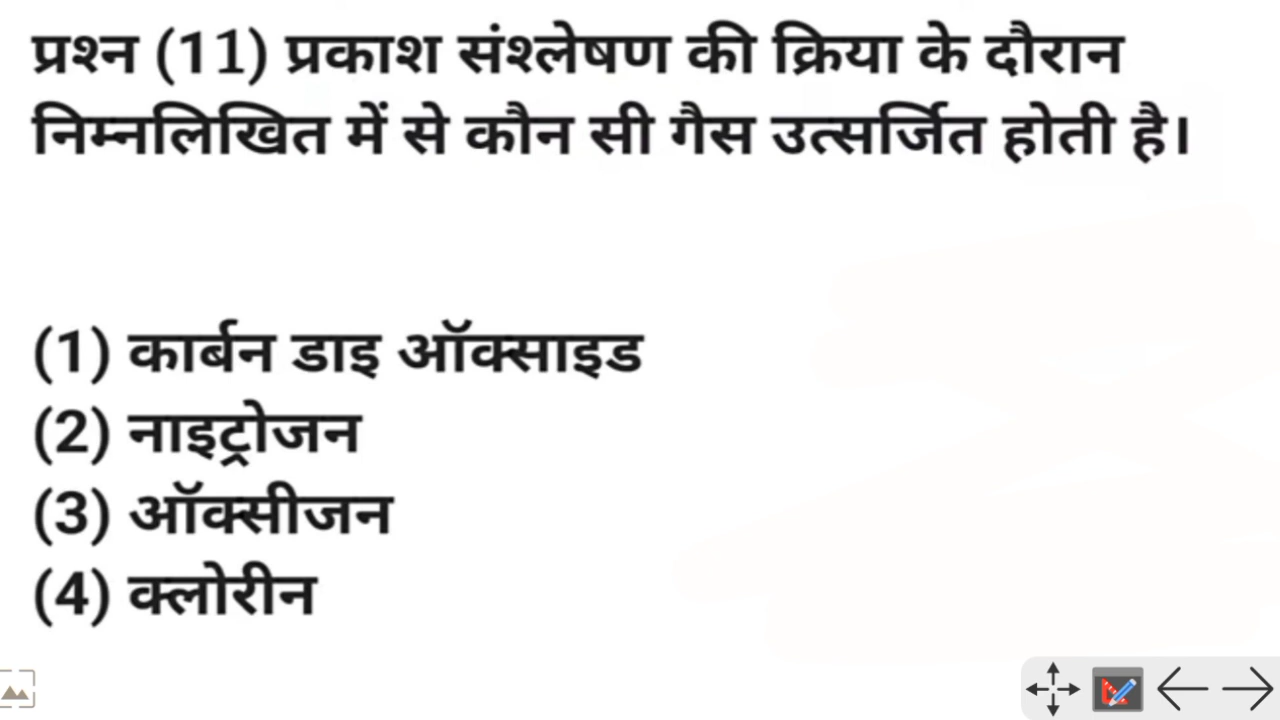 प्रश्न (11) प्रकाश संश्लेषण की क्रिया के दौरान
निम्नलिखित में से कौन सी गैस उत्सर्जित होती है।
(1) कार्बन डाइ ऑक्साइड
(2) नाइट्रोजन
(3) ऑक्सीजन
(4) क्लोरीन